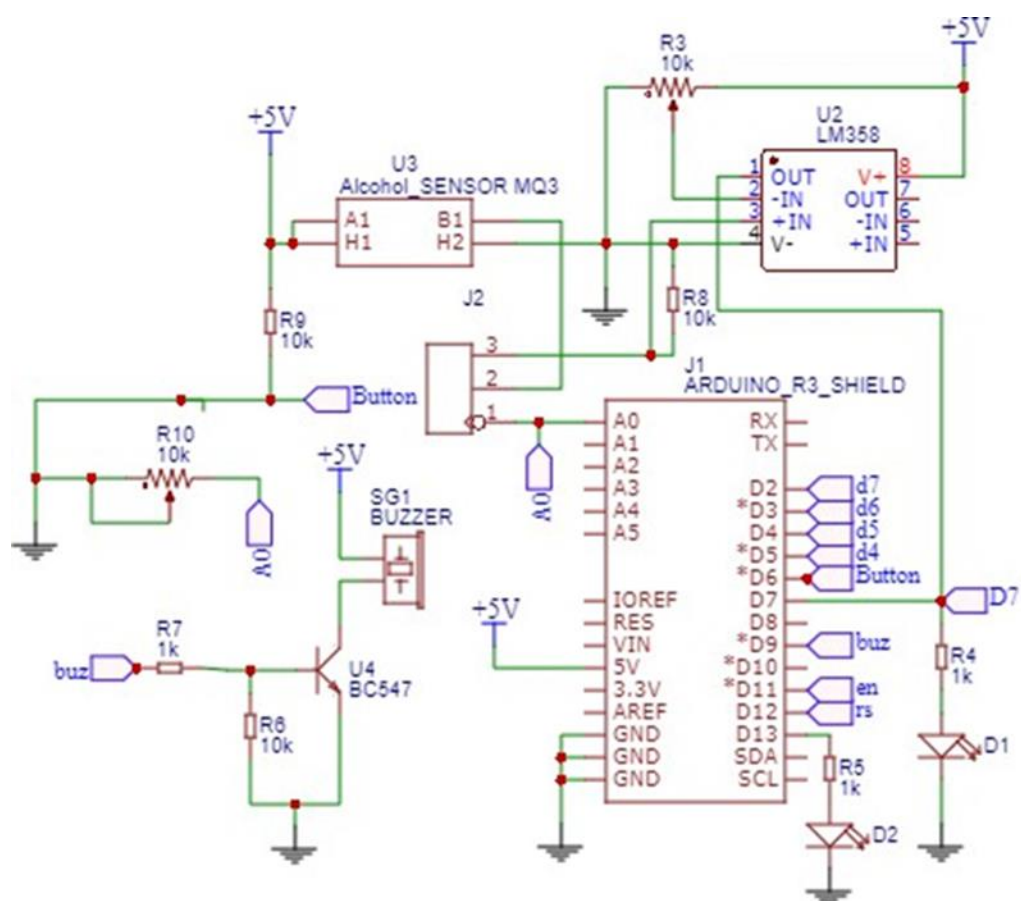 +5V
R3
10k
+5V
U2
LM358
U3
Alcohol_SENSOR MQ3
A1 B1
H1 H2
1 OUT V+ 8
2 -IN OUT 7
3 +IN -IN 6
4 V- +IN 5
J2
R9
10k
R8
10k
3
2
1
Button
J1
ARDUINO_R3_SHIELD
R10
10k
A0
+5V
SG1
BUZZER
A0
A0 RX
A1 TX
A2
A3 D2 d7
A4 *D3 d6
A5 D4 d5
*D5 d4
*D6 Button
IOREF D7 D7
RES D8
VIN *D9 buz
5V *D10
3.3V *D11 en
AREF D12 rs
GND D13
GND SDA
GND SCL
+5V
R7
1k
buz
U4
BC547
R6
10k
R4
1k
D1
R5
1k
D2